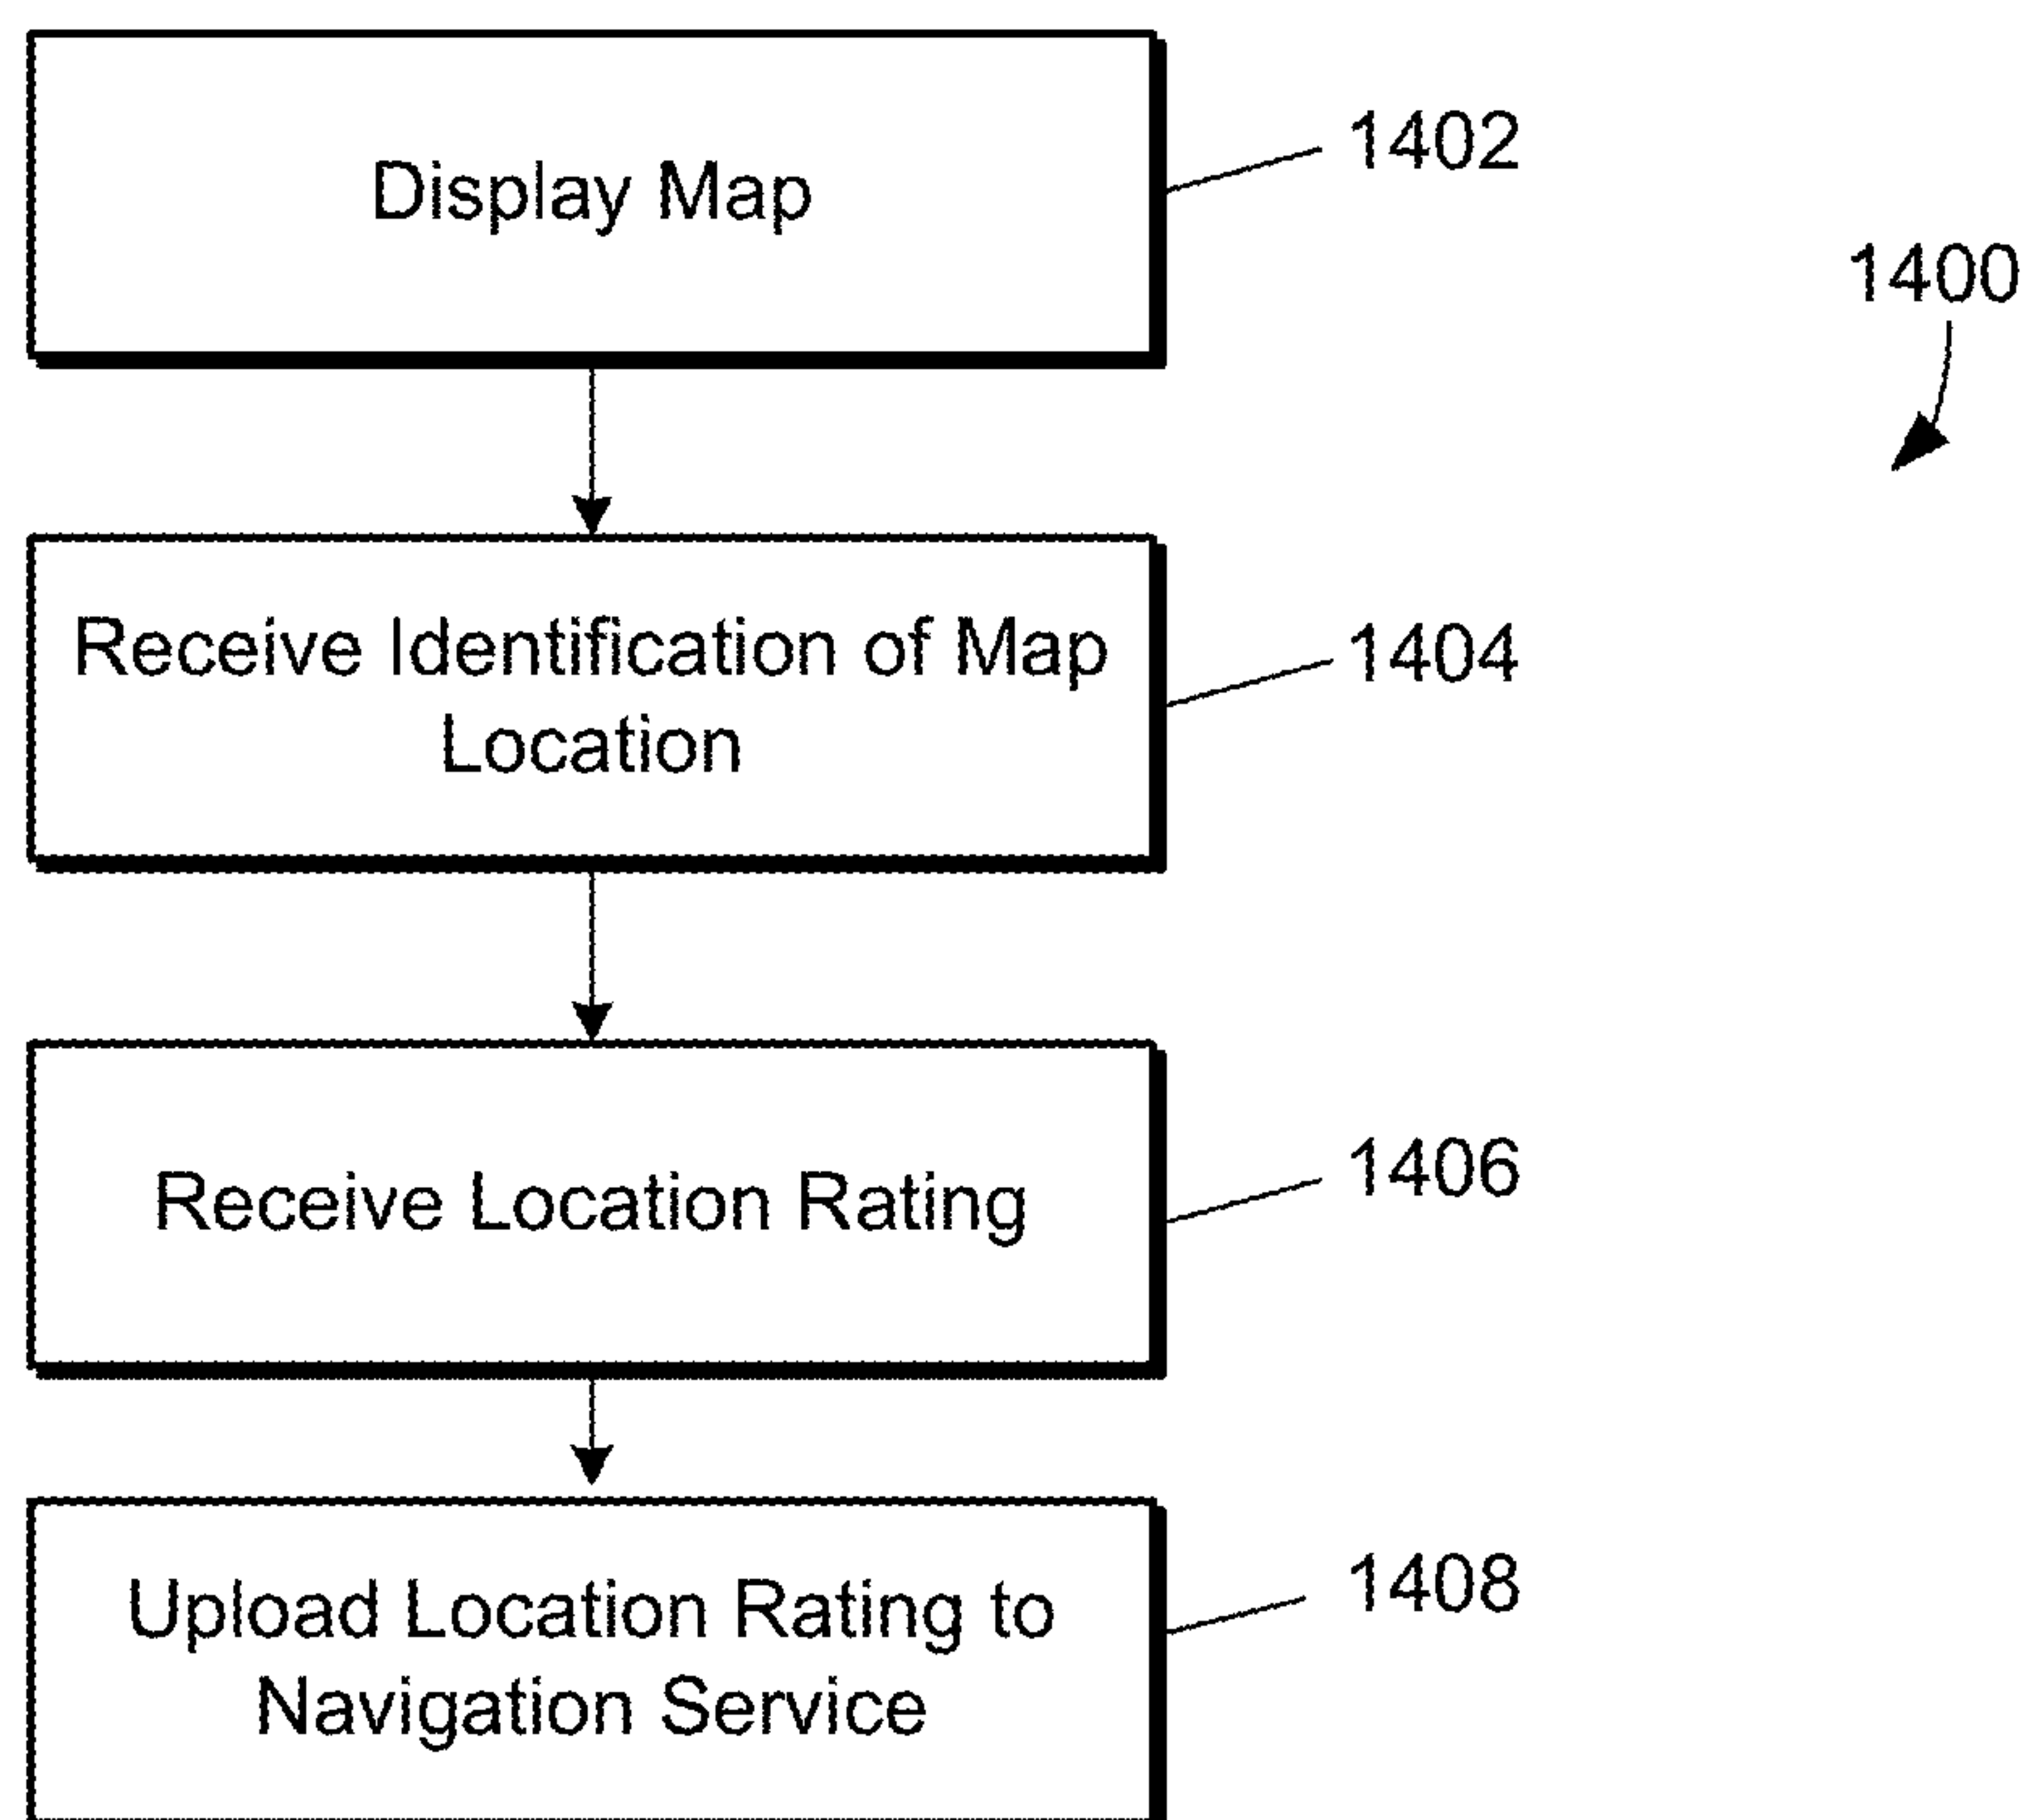 Display Map
1402
1400
Receive Identification of Map
Location
1404
Receive Location Rating
1406
Upload Location Rating to
Navigation Service
1408